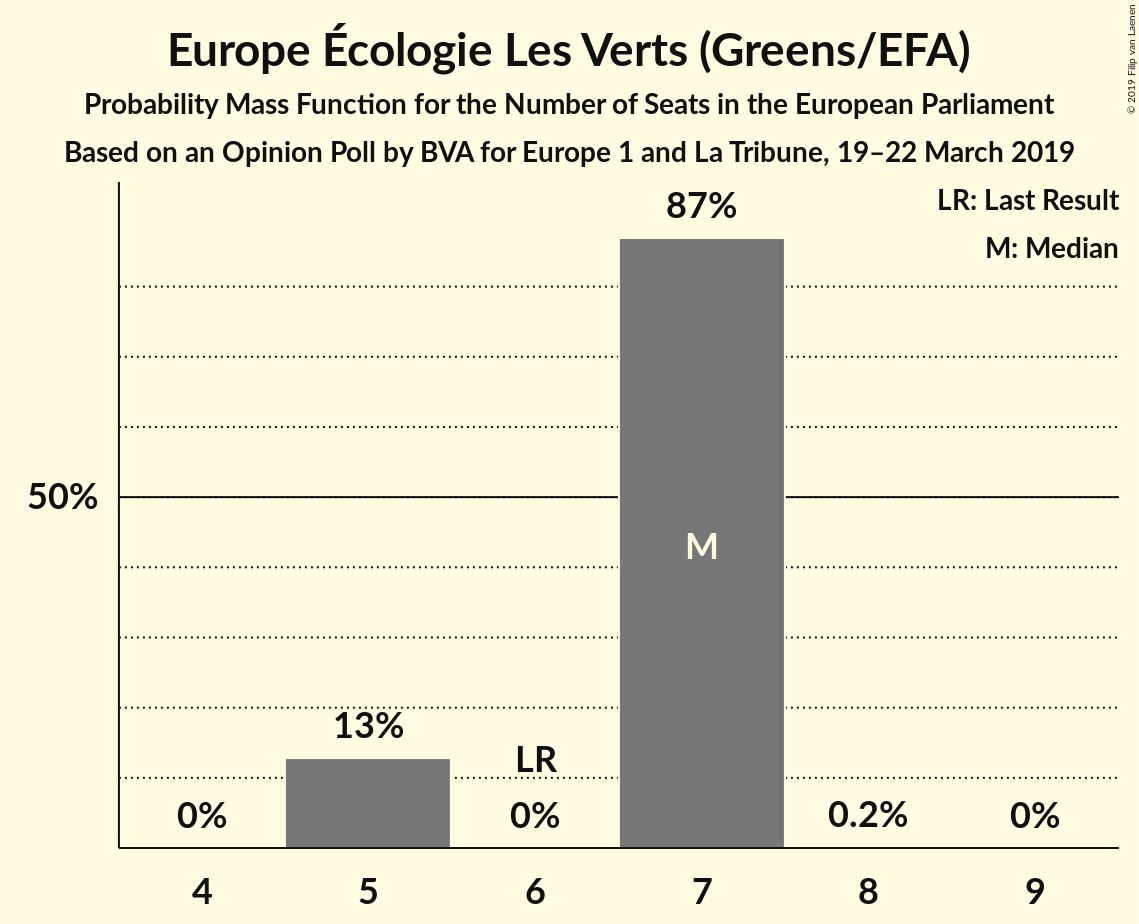 Europe Écologie Les Verts (Greens/EFA)
Probability Mass Function for the Number of Seats in the European Parliament
Based on an Opinion Poll by BVA for Europe 1 and La Tribune, 19–22 March 2019
© 2019 Filip van Laenen
LR: Last Result
M: Median
87%
50%
M
13%
LR
0%
0%
0.2%
0%
4 5 6 7 8 9